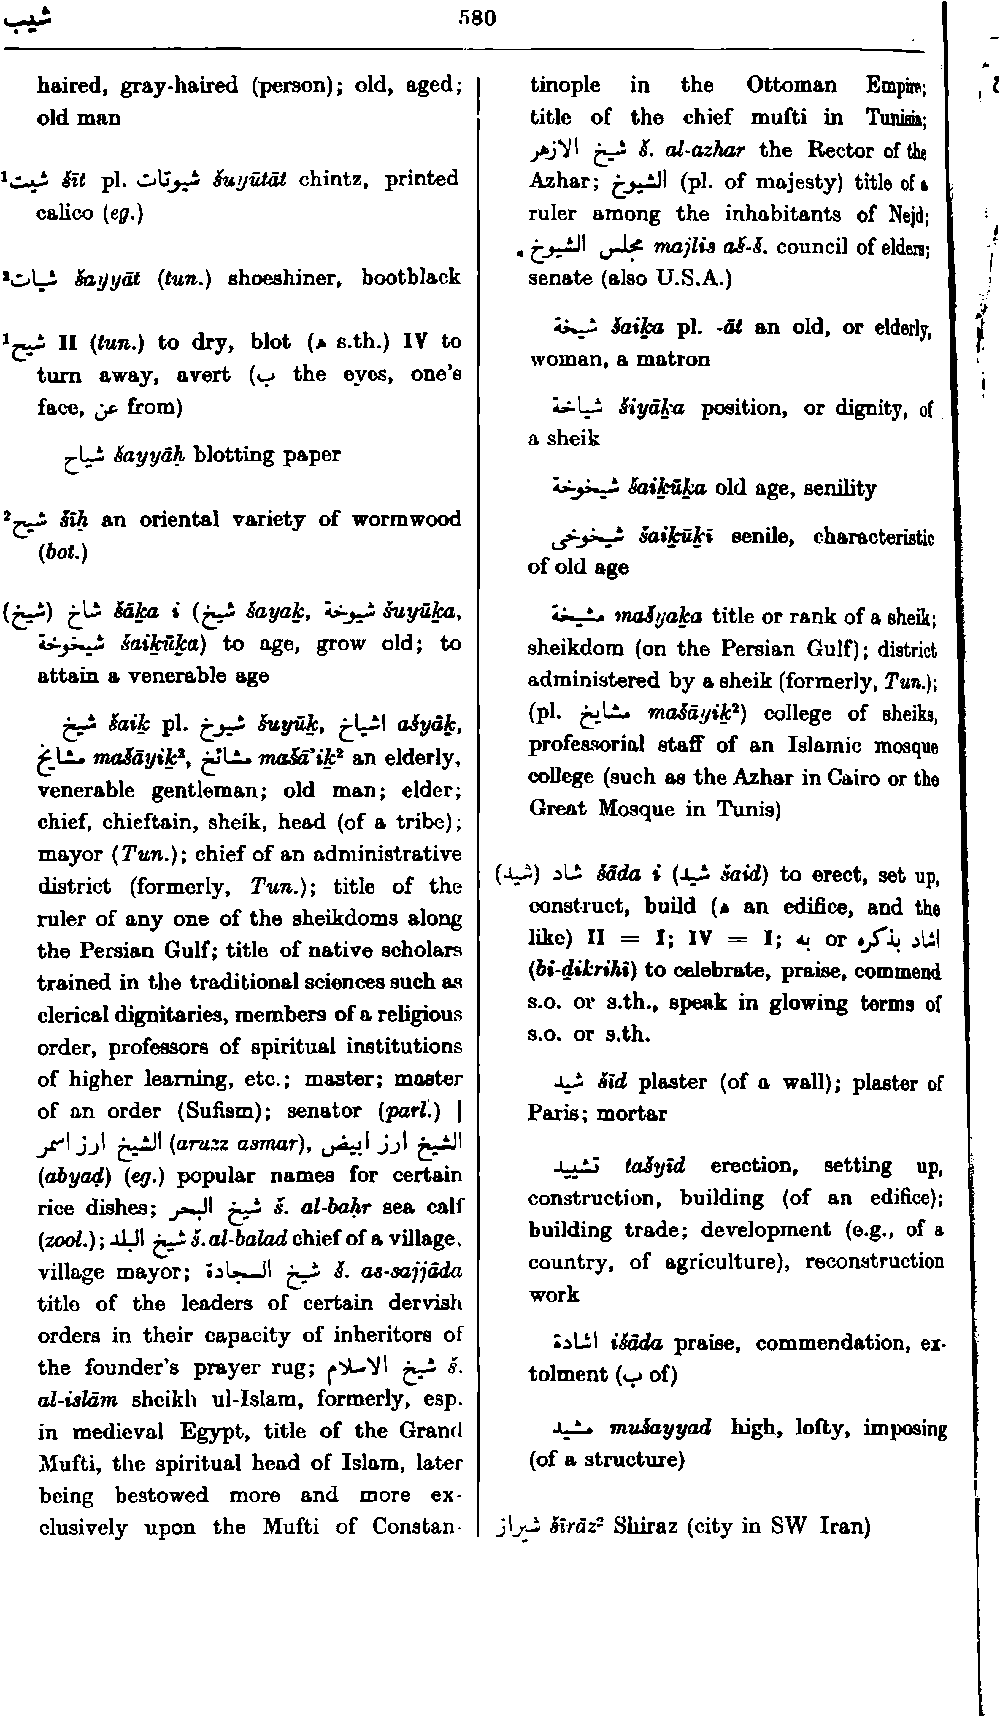 شيب
580
haired, gray-haired (person); old, aged;
old man
¹شيت šīt pl. شيوتات šuyūtāt chintz, printed
calico (eg.)
²شيات šayyāt (tun.) shoeshiner, bootblack
¹شيح II (tun.) to dry, blot (ه s.th.) IV to
turn away, avert (ب the eyes, one's
face, عن from)
شياح šayyāḥ blotting paper
²شيح šīḥ an oriental variety of wormwood
(bot.)
(شيخ) شاخ šāḵa i (شيخ šayaḵ, شيوخة šuyūḵa,
شيخوخة šaiḵūḵa) to age, grow old; to
attain a venerable age
شيخ šaiḵ pl. شيوخ šuyūḵ, اشياخ ašyāḵ,
مشايخ mašāyiḵ², مشائخ mašā'iḵ² an elderly,
venerable gentleman; old man; elder;
chief, chieftain, sheik, head (of a tribe);
mayor (Tun.); chief of an administrative
district (formerly, Tun.); title of the
ruler of any one of the sheikdoms along
the Persian Gulf; title of native scholars
trained in the traditional sciences such as
clerical dignitaries, members of a religious
order, professors of spiritual institutions
of higher learning, etc.; master; master
of an order (Sufism); senator (parl.) |
الشيخ ارز اسمر (aruzz asmar), الشيخ ارز ابيض
(abyaḍ) (eg.) popular names for certain
rice dishes; شيخ البحر š. al-baḥr sea calf
(zool.); شيخ البلد š. al-balad chief of a village,
village mayor; شيخ السجادة š. as-sajjāda
title of the leaders of certain dervish
orders in their capacity of inheritors of
the founder's prayer rug; شيخ الاسلام š.
al-islām sheikh ul-Islam, formerly, esp.
in medieval Egypt, title of the Grand
Mufti, the spiritual head of Islam, later
being bestowed more and more ex-
clusively upon the Mufti of Constan-
tinople in the Ottoman Empire;
title of the chief mufti in Tunisia;
شيخ الازهر š. al-azhar the Rector of the
Azhar; الشيوخ (pl. of majesty) title of a
ruler among the inhabitants of Nejd;
مجلس الشيوخ majlis aš-š. council of elders;
senate (also U.S.A.)
شيخة šaiḵa pl. -āt an old, or elderly,
woman, a matron
شياخة šiyāḵa position, or dignity, of
a sheik
شيخوخة šaiḵūḵa old age, senility
شيخوخى šaiḵūḵī senile, characteristic
of old age
مشيخة mašyaḵa title or rank of a sheik;
sheikdom (on the Persian Gulf); district
administered by a sheik (formerly, Tun.);
(pl. مشايخ mašāyiḵ²) college of sheiks,
professorial staff of an Islamic mosque
college (such as the Azhar in Cairo or the
Great Mosque in Tunis)
(شيد) شاد šāda i (شيد šaid) to erect, set up,
construct, build (ه an edifice, and the
like) II = I; IV = I; اشاد بذكره or به
(bi-ḏikrihī) to celebrate, praise, commend
s.o. or s.th., speak in glowing terms of
s.o. or s.th.
شيد šīd plaster (of a wall); plaster of
Paris; mortar
تشييد tašyīd erection, setting up,
construction, building (of an edifice);
building trade; development (e.g., of a
country, of agriculture), reconstruction
work
اشادة išāda praise, commendation, ex-
tolment (ب of)
مشيد mušayyad high, lofty, imposing
(of a structure)
شيراز šīrāz² Shiraz (city in SW Iran)